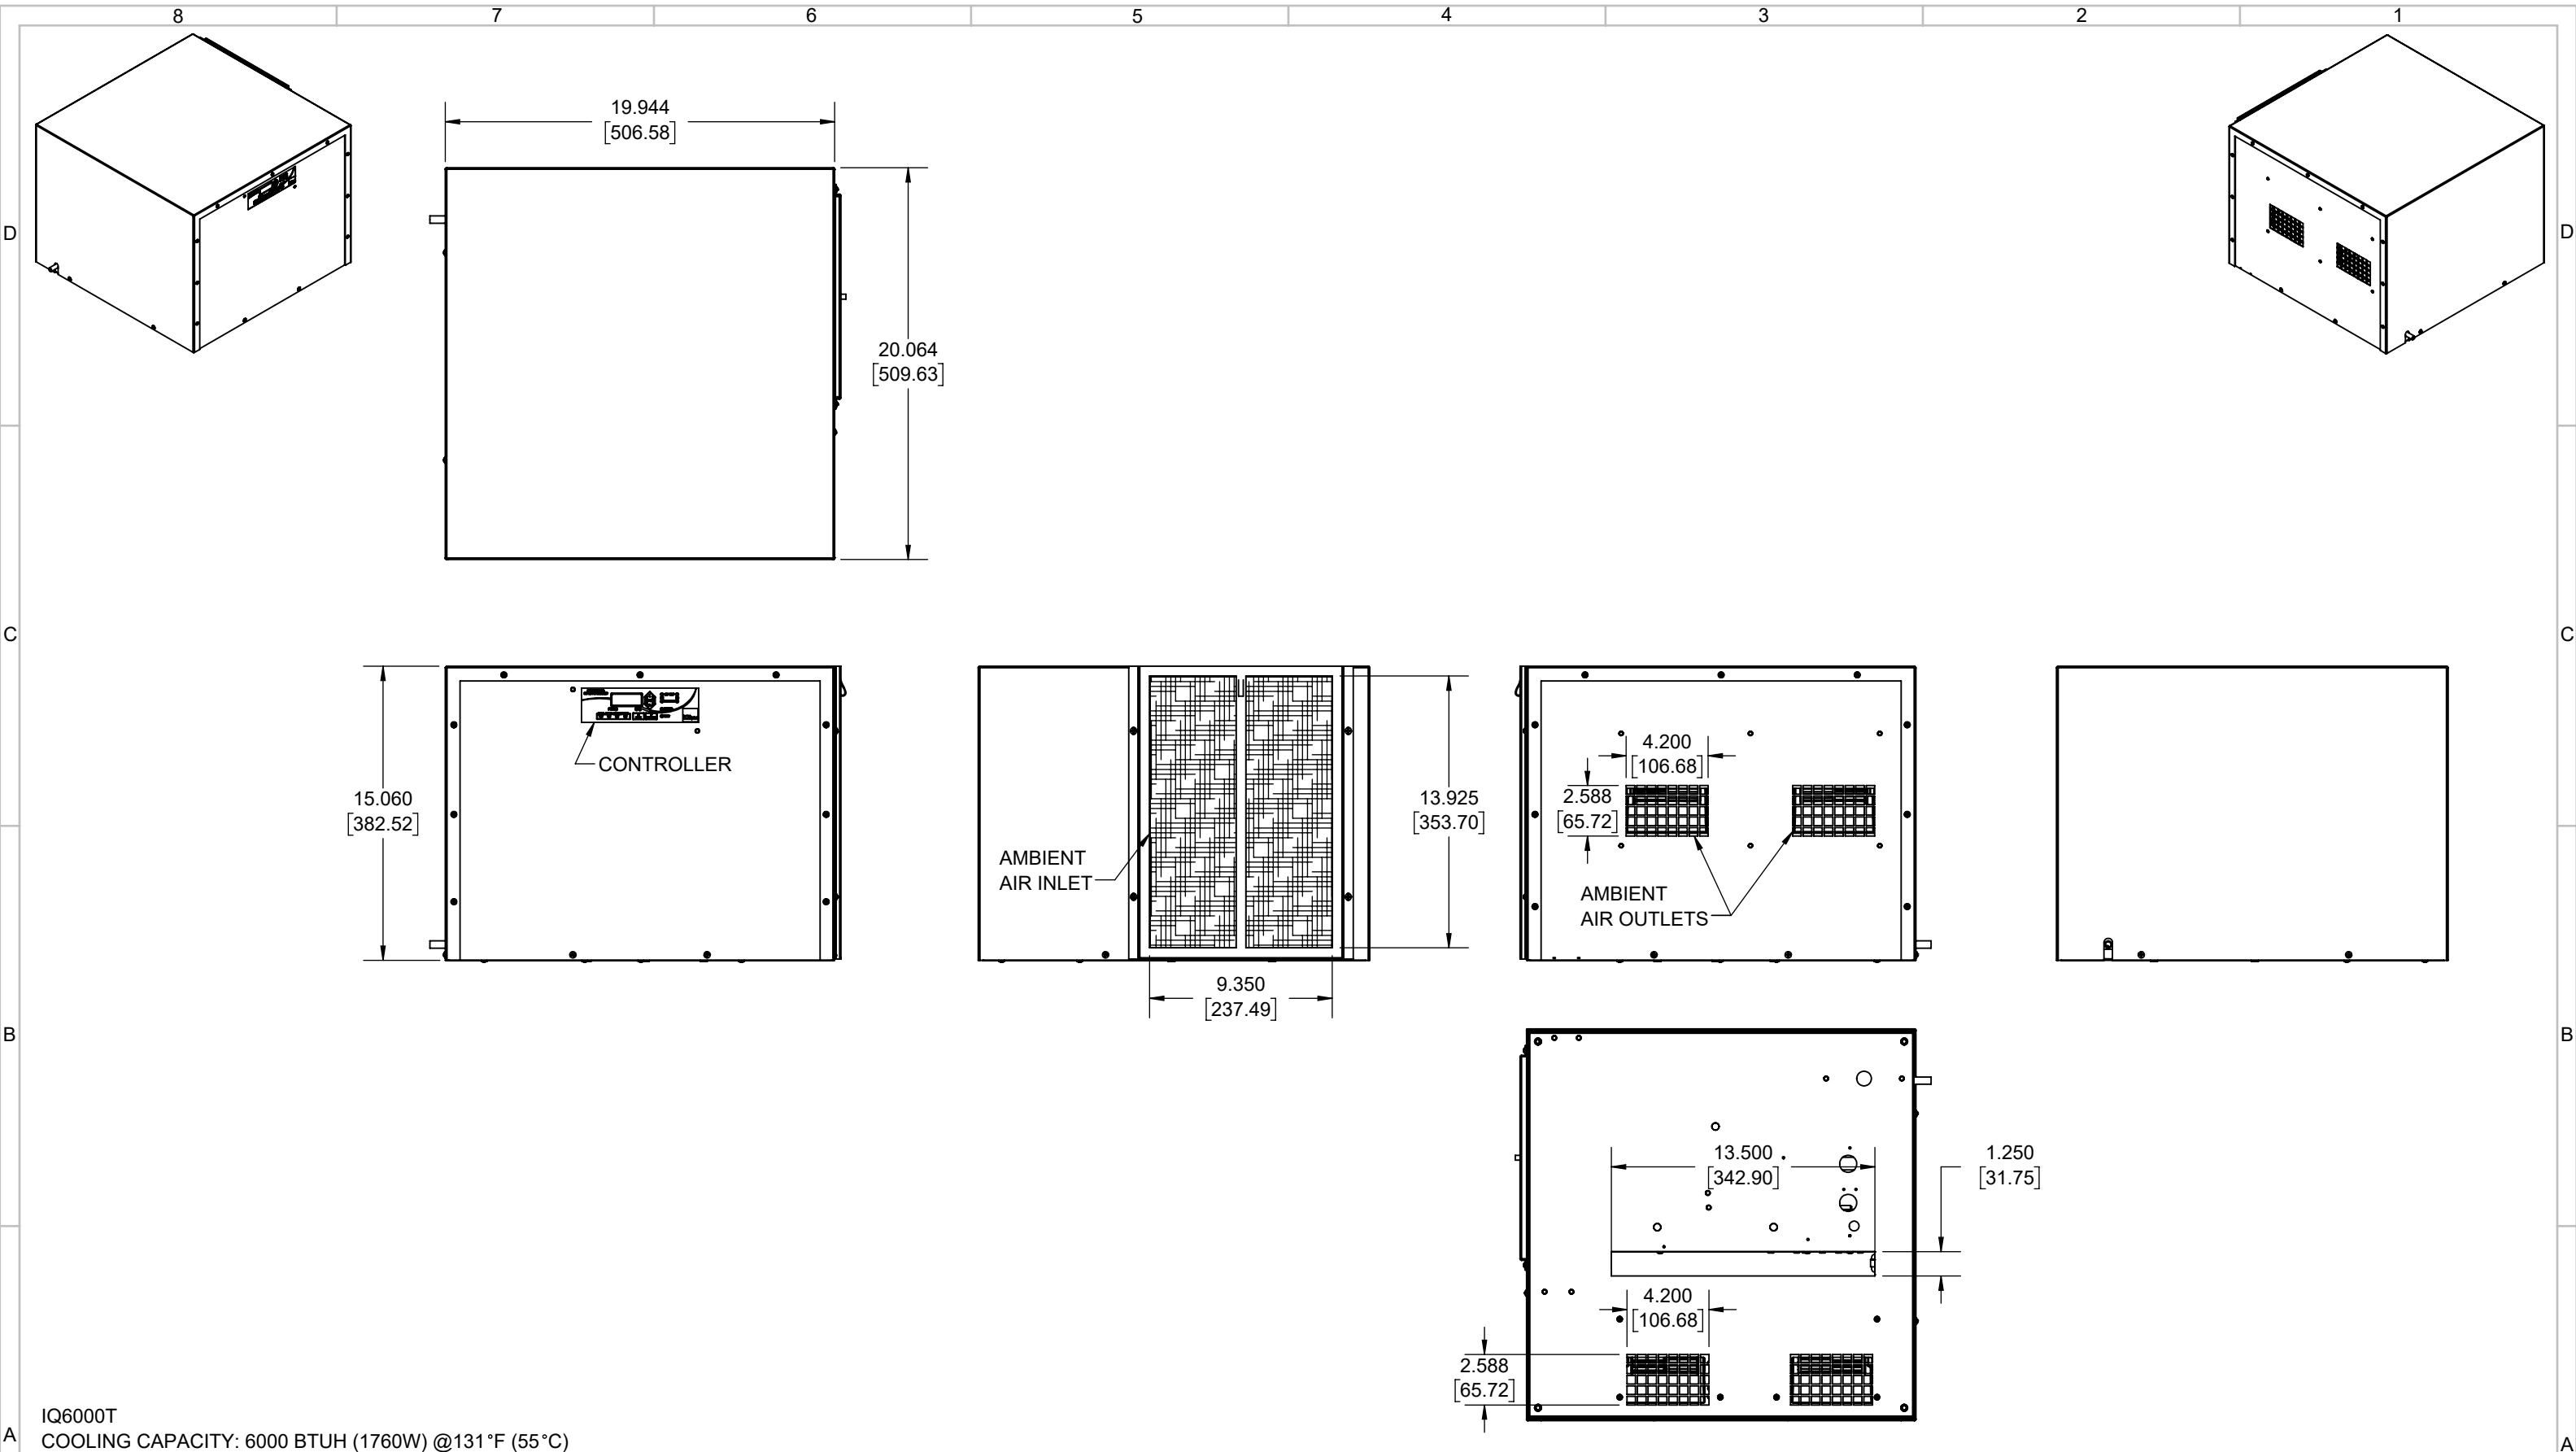 8 7 6 5 4 3 2 1
D D
C C
B B
A A
19.944
[506.58]
20.064
[509.63]
15.060
[382.52]
CONTROLLER
AMBIENT
AIR INLET
13.925
[353.70]
9.350
[237.49]
4.200
[106.68]
2.588
[65.72]
AMBIENT
AIR OUTLETS
13.500
[342.90]
1.250
[31.75]
4.200
[106.68]
2.588
[65.72]
IQ6000T
COOLING CAPACITY: 6000 BTUH (1760W) @131°F (55°C)